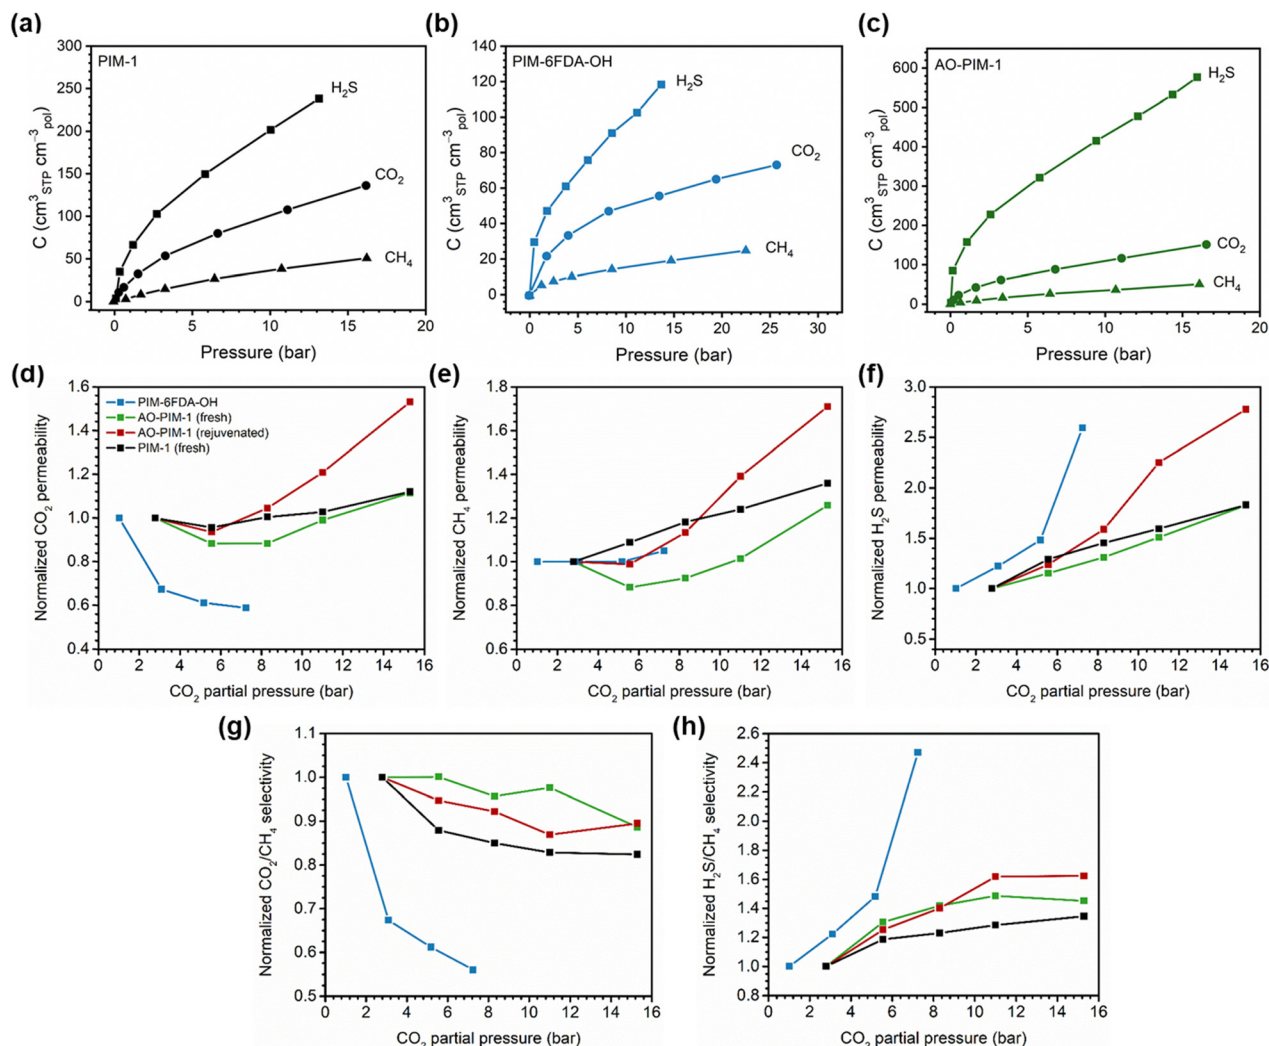 (a)
300
250
200
150
100
50
0
C (cm³STP cm⁻³pol)
PIM-1
H₂S
CO₂
CH₄
0 5 10 15 20
Pressure (bar)
(b)
140
120
100
80
60
40
20
0
C (cm³STP cm⁻³pol)
PIM-6FDA-OH
H₂S
CO₂
CH₄
0 5 10 15 20 25 30
Pressure (bar)
(c)
600
500
400
300
200
100
0
C (cm³STP cm⁻³pol)
AO-PIM-1
H₂S
CO₂
CH₄
0 5 10 15 20
Pressure (bar)
(d)
1.6
1.4
1.2
1.0
0.8
0.6
0.4
Normalized CO₂ permeability
PIM-6FDA-OH
AO-PIM-1 (fresh)
AO-PIM-1 (rejuvenated)
PIM-1 (fresh)
0 2 4 6 8 10 12 14 16
CO₂ partial pressure (bar)
(e)
1.8
1.6
1.4
1.2
1.0
0.8
0.6
Normalized CH₄ permeability
0 2 4 6 8 10 12 14 16
CO₂ partial pressure (bar)
(f)
3.0
2.5
2.0
1.5
1.0
0.5
Normalized H₂S permeability
0 2 4 6 8 10 12 14 16
CO₂ partial pressure (bar)
(g)
1.1
1.0
0.9
0.8
0.7
0.6
0.5
Normalized CO₂/CH₄ selectivity
0 2 4 6 8 10 12 14 16
CO₂ partial pressure (bar)
(h)
2.6
2.4
2.2
2.0
1.8
1.6
1.4
1.2
1.0
0.8
Normalized H₂S/CH₄ selectivity
0 2 4 6 8 10 12 14 16
CO₂ partial pressure (bar)